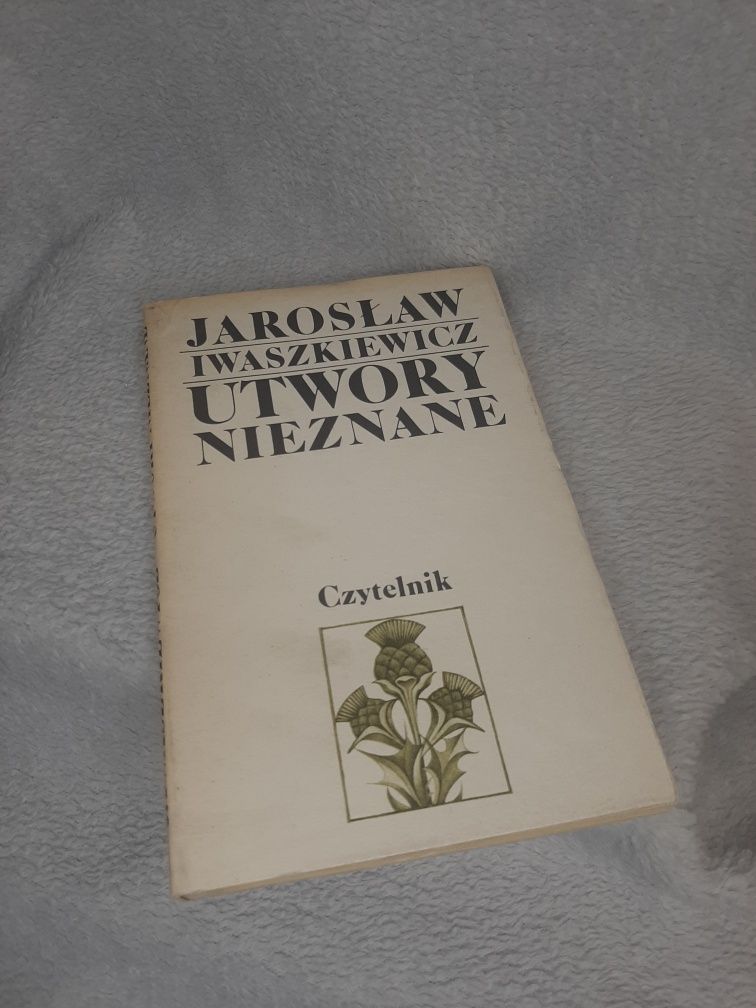 JAROSŁAW
IWASZKIEWICZ
UTWORY
NIEZNANE
Czytelnik